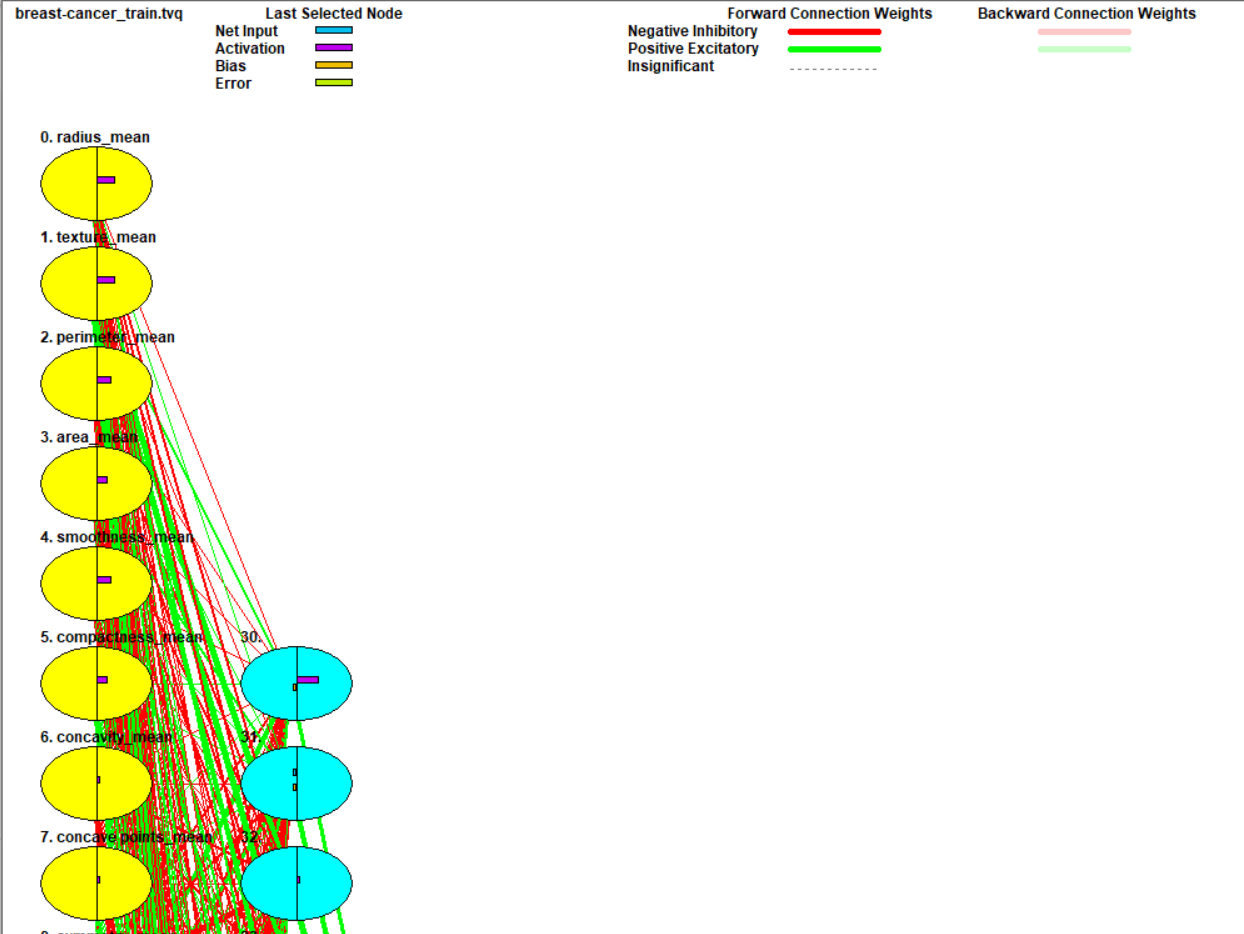 breast-cancer_train.tvq
Last Selected Node
Net Input
Activation
Bias
Error
Forward Connection Weights
Negative Inhibitory
Positive Excitatory
Insignificant
Backward Connection Weights
0. radius_mean
1. texture_mean
2. perimeter_mean
3. area_mean
4. smoothness_mean
5. compactness_mean
30.
6. concavity_mean
31.
7. concave points_mean
32.